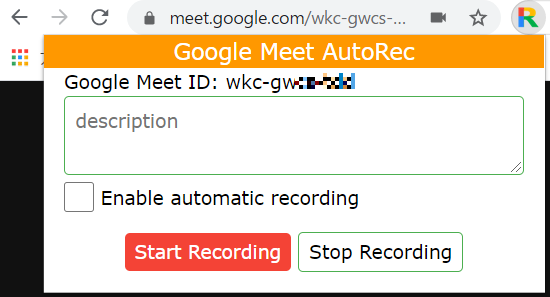 meet.google.com/wkc-gwcs-...
Google Meet AutoRec
Google Meet ID: wkc-gw
description
Enable automatic recording
Start Recording
Stop Recording